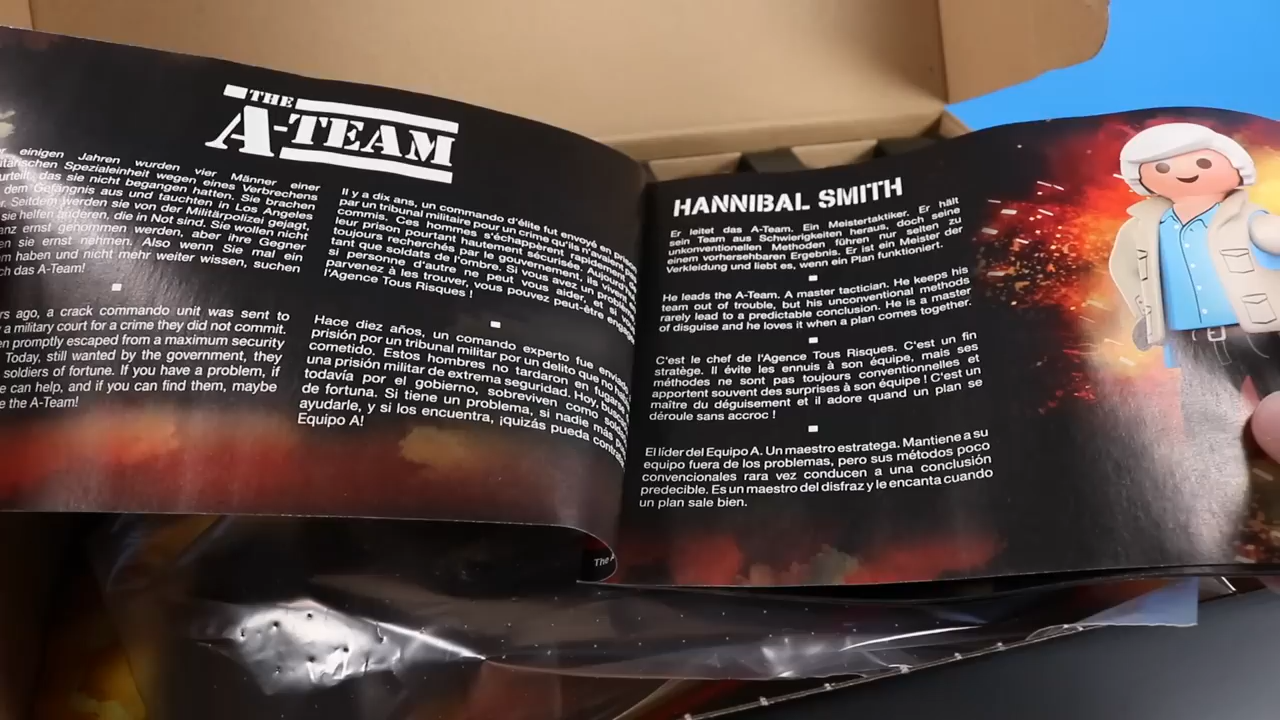 THE
A-TEAM
einigen Jahren wurden vier Männer einer
Spezialeinheit wegen eines Verbrechens
das sie nicht begangen hatten. Sie brachen
dem Gefängnis aus und tauchten in Los Angeles
Seitdem werden sie von der Militärpolizei gejagt,
sie helfen anderen, die in Not sind. Sie wollen nicht
ernst genommen werden, aber ihre Gegner
sie ernst nehmen. Also wenn Sie mal ein
haben und nicht mehr weiter wissen, suchen
das A-Team!
ago, a crack commando unit was sent to
a military court for a crime they did not commit.
promptly escaped from a maximum security
Today, still wanted by the government, they
soldiers of fortune. If you have a problem, if
can help, and if you can find them, maybe
the A-Team!
Il y a dix ans, un commando d'élite fut envoyé en
par un tribunal militaire pour un crime qu'ils n'avaient pas
commis. Ces hommes s'échappèrent rapidement de
leur prison pourtant hautement sécurisée.
toujours recherchés par le gouvernement, ils vivent en
tant que soldats de l'ombre. Si vous avez un
si personne d'autre ne peut vous aider, et si vous
parvenez à les trouver, vous pouvez peut-être
l'Agence Tous Risques !
Hace diez años, un comando experto fue enviado
prisión por un tribunal militar por un delito que no
cometido. Estos hombres no tardaron en fugarse
una prisión militar de extrema seguridad. Hoy,
todavía por el gobierno, sobreviven como
de fortuna. Si tiene un problema, si nadie más
ayudarle, y si los encuentra, ¡quizás pueda
Equipo A!
The
HANNIBAL SMITH
Er leitet das A-Team. Ein Meistertaktiker. Er hält
sein Team aus Schwierigkeiten heraus, doch seine
unkonventionellen Methoden führen nur selten zu
einem vorhersehbaren Ergebnis. Er ist ein Meister der
Verkleidung und liebt es, wenn ein Plan funktioniert.
He leads the A-Team. A master tactician. He keeps his
team out of trouble, but his unconventional methods
rarely lead to a predictable conclusion. He is a master
of disguise and he loves it when a plan comes together.
C'est le chef de l'Agence Tous Risques. C'est un fin
stratège. Il évite les ennuis à son équipe, mais ses
méthodes ne sont pas toujours conventionnelles et
apportent souvent des surprises à son équipe ! C'est un
maître du déguisement et il adore quand un plan se
déroule sans accroc !
El líder del Equipo A. Un maestro estratega. Mantiene a su
equipo fuera de los problemas, pero sus métodos poco
convencionales rara vez conducen a una conclusión
predecible. Es un maestro del disfraz y le encanta cuando
un plan sale bien.